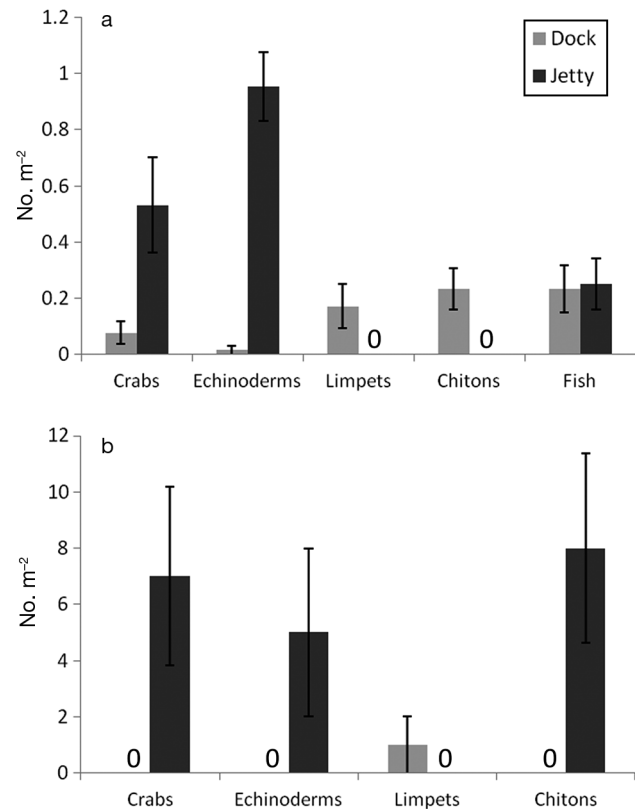 a
1.2
1
0.8
0.6
0.4
0.2
0
No. m⁻²
Dock
Jetty
0 0
Crabs Echinoderms Limpets Chitons Fish
b
12
10
8
6
4
2
0
No. m⁻²
0 0 0 0
Crabs Echinoderms Limpets Chitons